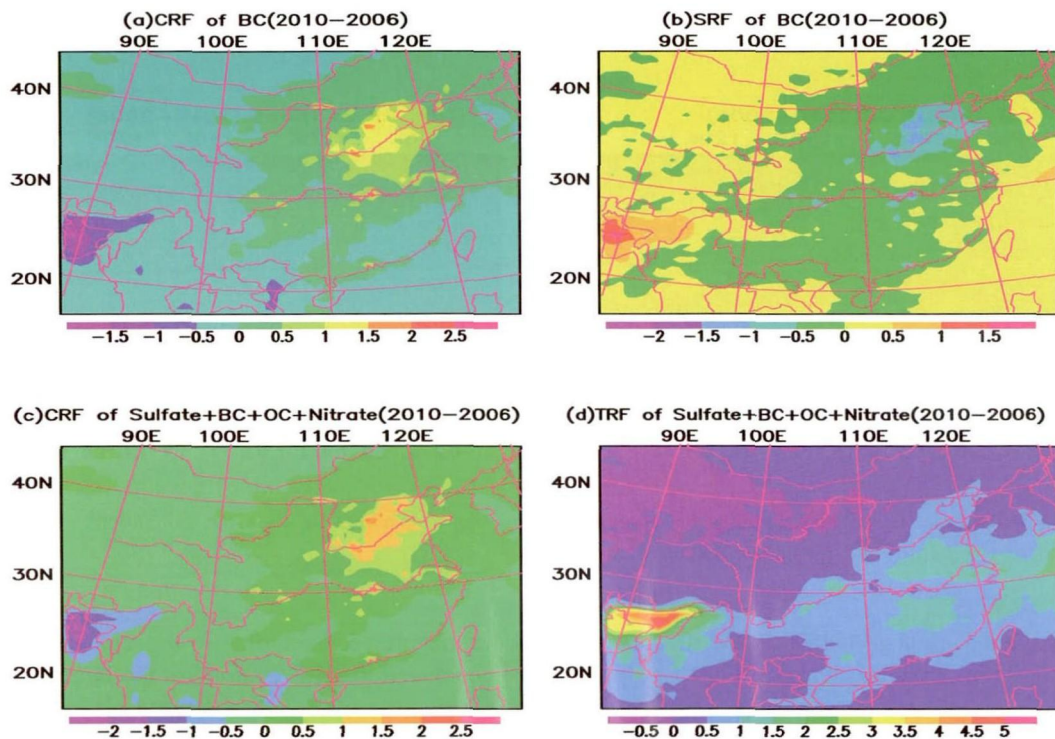 (a)CRF of BC(2010−2006)
90E 100E 110E 120E
40N
30N
20N
−1.5 −1 −0.5 0 0.5 1 1.5 2 2.5
(b)SRF of BC(2010−2006)
90E 100E 110E 120E
40N
30N
20N
−2 −1.5 −1 −0.5 0 0.5 1 1.5
(c)CRF of Sulfate+BC+OC+Nitrate(2010−2006)
90E 100E 110E 120E
40N
30N
20N
−2 −1 −0.5 0 0.5 1 1.5 2 2.5
(d)TRF of Sulfate+BC+OC+Nitrate(2010−2006)
90E 100E 110E 120E
40N
30N
20N
−0.5 0 0.5 1 1.5 2 2.5 3 3.5 4 4.5 5